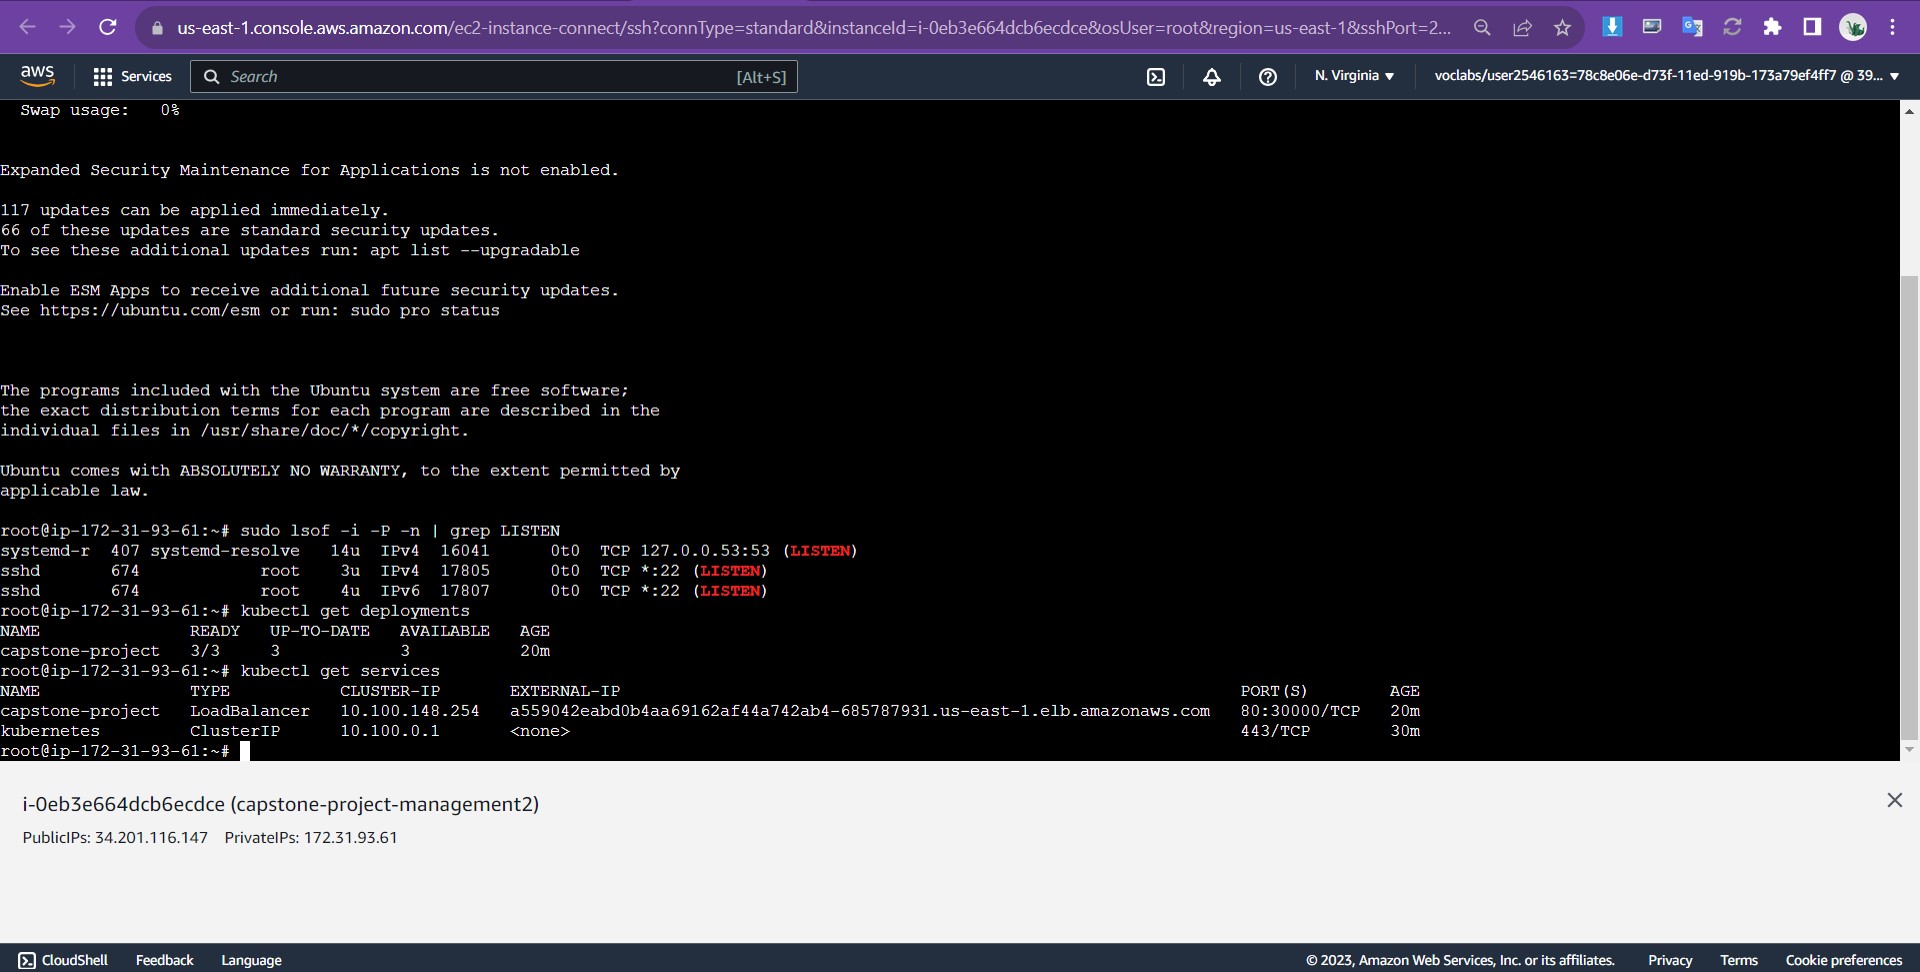 us-east-1.console.aws.amazon.com/ec2-instance-connect/ssh?connType=standard&instanceId=i-0eb3e664dcb6ecdce&osUser=root&region=us-east-1&sshPort=2...
aws Services Search [Alt+S] N. Virginia ▼ voclabs/user2546163=78c8e06e-d73f-11ed-919b-173a79ef4ff7 @ 39... ▼
Swap usage: 0%
Expanded Security Maintenance for Applications is not enabled.
117 updates can be applied immediately.
66 of these updates are standard security updates.
To see these additional updates run: apt list --upgradable
Enable ESM Apps to receive additional future security updates.
See https://ubuntu.com/esm or run: sudo pro status
The programs included with the Ubuntu system are free software;
the exact distribution terms for each program are described in the
individual files in /usr/share/doc/*/copyright.
Ubuntu comes with ABSOLUTELY NO WARRANTY, to the extent permitted by
applicable law.
root@ip-172-31-93-61:~# sudo lsof -i -P -n | grep LISTEN
systemd-r 407 systemd-resolve 14u IPv4 16041 0t0 TCP 127.0.0.53:53 (LISTEN)
sshd 674 root 3u IPv4 17805 0t0 TCP *:22 (LISTEN)
sshd 674 root 4u IPv6 17807 0t0 TCP *:22 (LISTEN)
root@ip-172-31-93-61:~# kubectl get deployments
NAME READY UP-TO-DATE AVAILABLE AGE
capstone-project 3/3 3 3 20m
root@ip-172-31-93-61:~# kubectl get services
NAME TYPE CLUSTER-IP EXTERNAL-IP PORT(S) AGE
capstone-project LoadBalancer 10.100.148.254 a559042eabd0b4aa69162af44a742ab4-685787931.us-east-1.elb.amazonaws.com 80:30000/TCP 20m
kubernetes ClusterIP 10.100.0.1 <none> 443/TCP 30m
root@ip-172-31-93-61:~#
i-0eb3e664dcb6ecdce (capstone-project-management2)
PublicIPs: 34.201.116.147 PrivateIPs: 172.31.93.61
CloudShell Feedback Language © 2023, Amazon Web Services, Inc. or its affiliates. Privacy Terms Cookie preferences